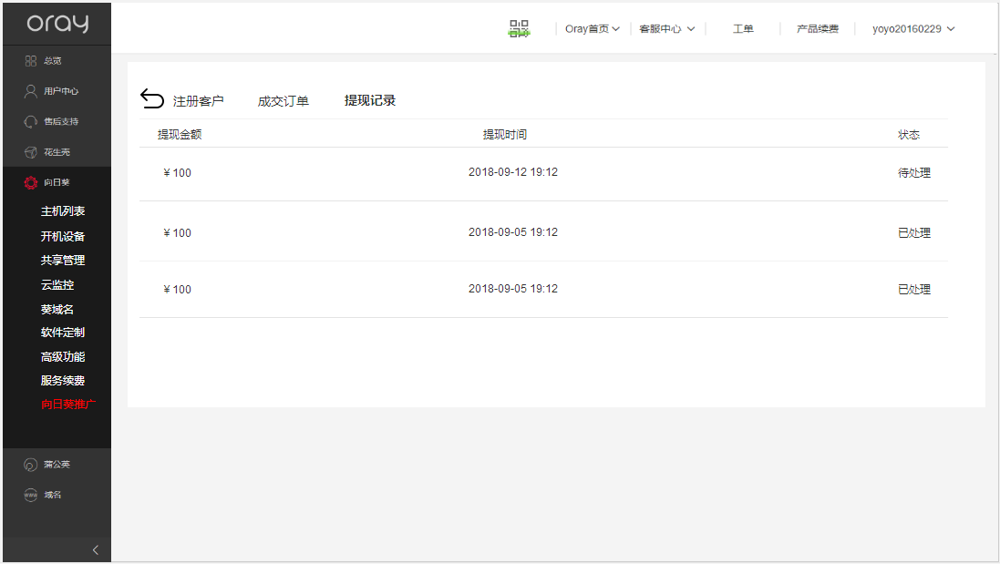 oray
Oray首页 客服中心 工单 产品续费 yoyo20160229
总览
用户中心
售后支持
花生壳
向日葵
主机列表
开机设备
共享管理
云监控
葵域名
软件定制
高级功能
服务续费
向日葵推广
蒲公英
www 域名
注册客户 成交订单 提现记录
提现金额 提现时间 状态
¥ 100 2018-09-12 19:12 待处理
¥ 100 2018-09-05 19:12 已处理
¥ 100 2018-09-05 19:12 已处理